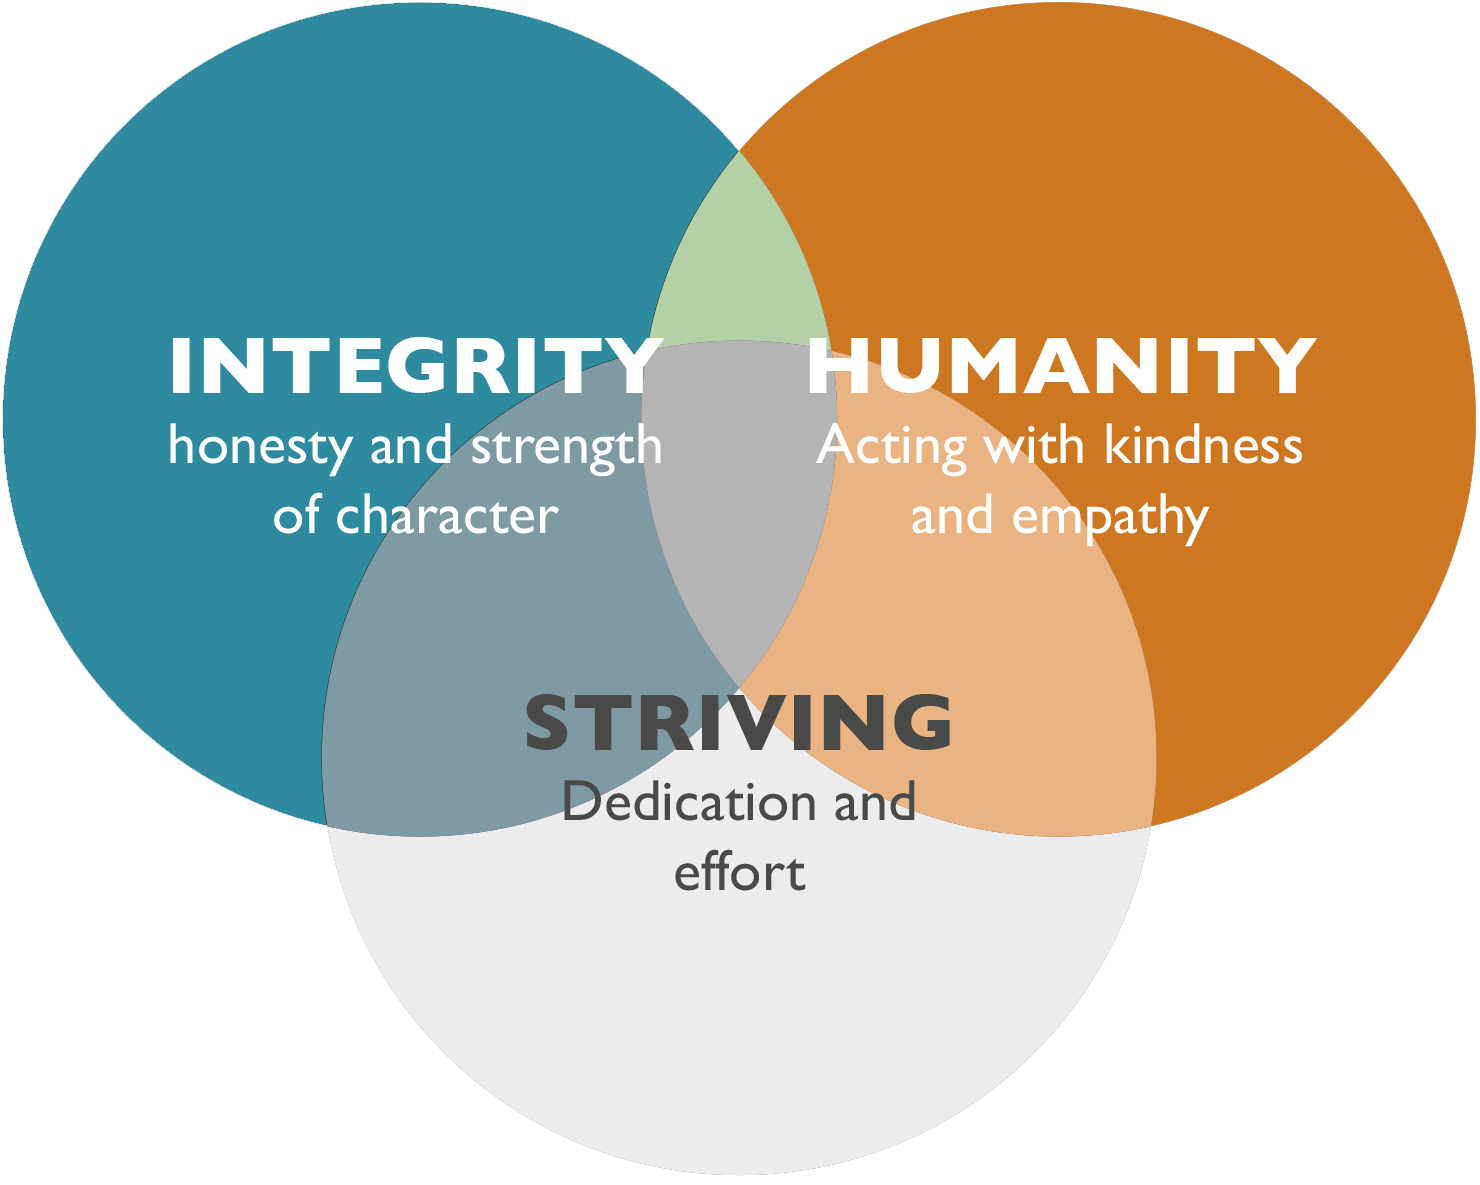 INTEGRITY
honesty and strength
of character
HUMANITY
Acting with kindness
and empathy
STRIVING
Dedication and
effort